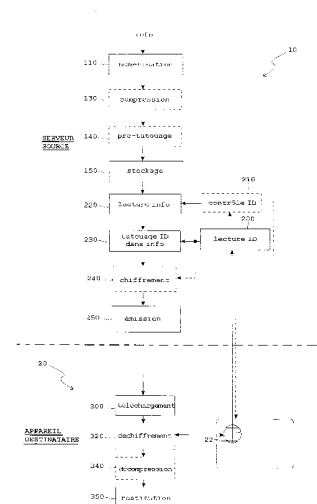 info
10
110
numérisation
130
compression
140
pré-tatouage
SERVEUR
SOURCE
150
stockage
210
220
lecture info
contrôle ID
200
230
tatouage ID
dans info
lecture ID
240
chiffrement
250
émission
20
300
téléchargement
APPAREIL
DESTINATAIRE
320
dechiffrement
22
340
décompression
350
restitution